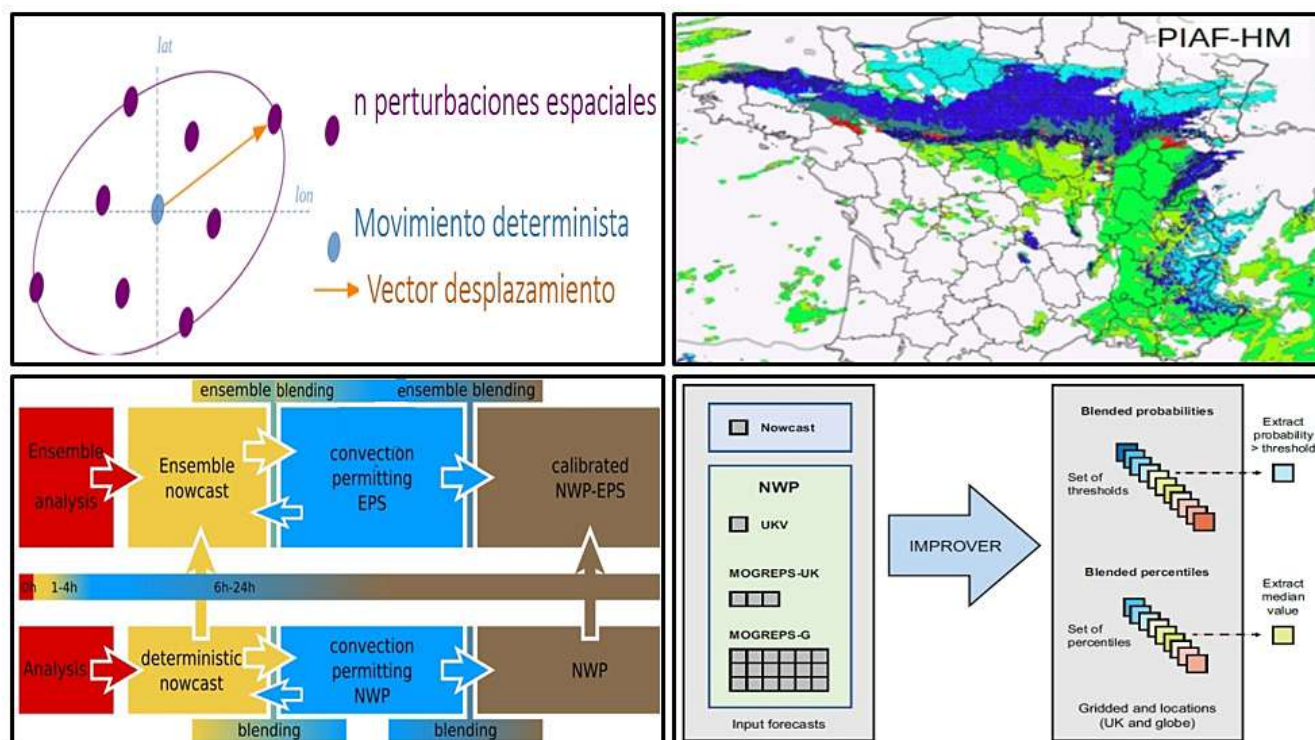 lat
n perturbaciones espaciales
lon
Movimiento determinista
Vector desplazamiento
PIAF-HM
ensemble blending
ensemble blending
Ensemble
analysis
Ensemble
nowcast
convection
permitting
EPS
calibrated
NWP-EPS
0h
1-4h
6h-24h
Analysis
deterministic
nowcast
convection
permitting
NWP
NWP
blending
blending
Nowcast
NWP
UKV
MOGREPS-UK
MOGREPS-G
Input forecasts
IMPROVER
Blended probabilities
Set of
thresholds
Extract
probability
> threshold
Blended percentiles
Set of
percentiles
Extract
median
value
Gridded and locations
(UK and globe)